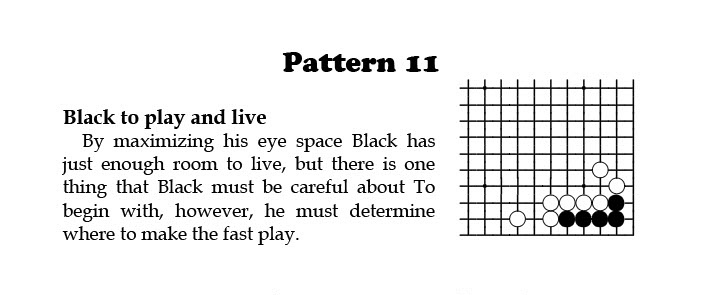 Pattern 11
Black to play and live
By maximizing his eye space Black has
just enough room to live, but there is one
thing that Black must be careful about To
begin with, however, he must determine
where to make the fast play.